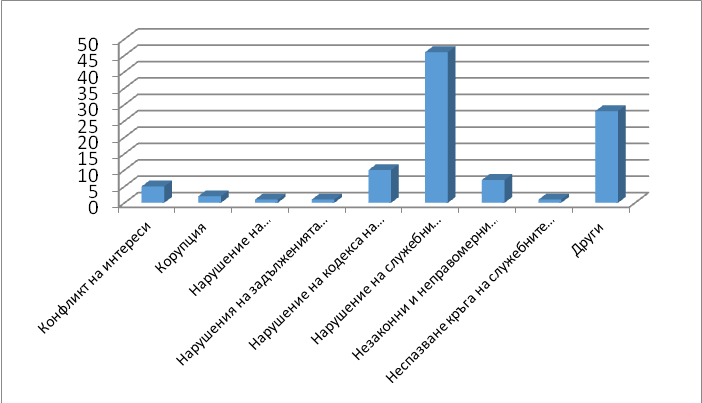 50
45
40
35
30
25
20
15
10
5
0
Конфликт на интереси
Корупция
Нарушение на…
Нарушения на задълженията…
Нарушение на кодекса на…
Нарушение на служебни…
Незаконни и неправомерни…
Неспазване кръга на служебните…
Други